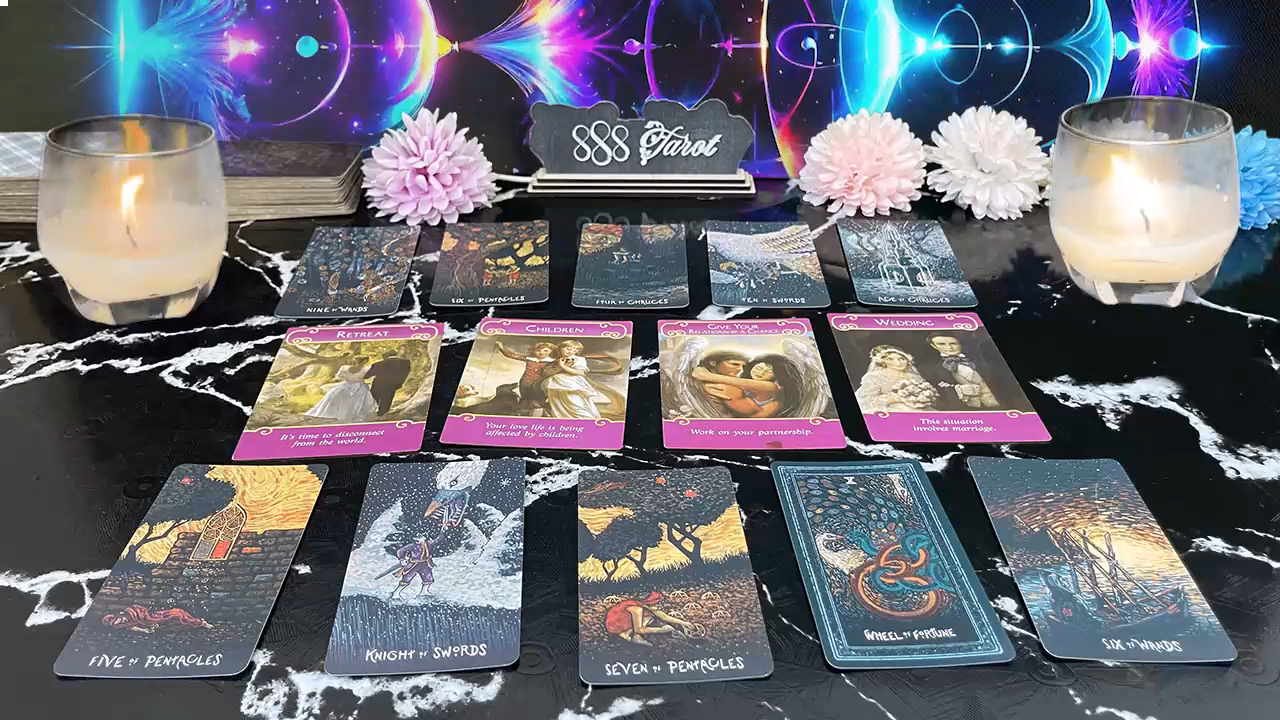 888 Tarot
NINE OF WANDS
SIX OF PENTACLES
FOUR OF CHALICES
TEN OF SWORDS
ACE OF CHALICES
RETREAT
It's time to disconnect
from the world.
CHILDREN
Your love life is being
affected by children.
GIVE YOUR
RELATIONSHIP A CHANCE
Work on your partnership.
WEDDING
This situation
involves marriage.
FIVE OF PENTACLES
KNIGHT OF SWORDS
SEVEN OF PENTACLES
X
WHEEL OF FORTUNE
SIX OF WANDS